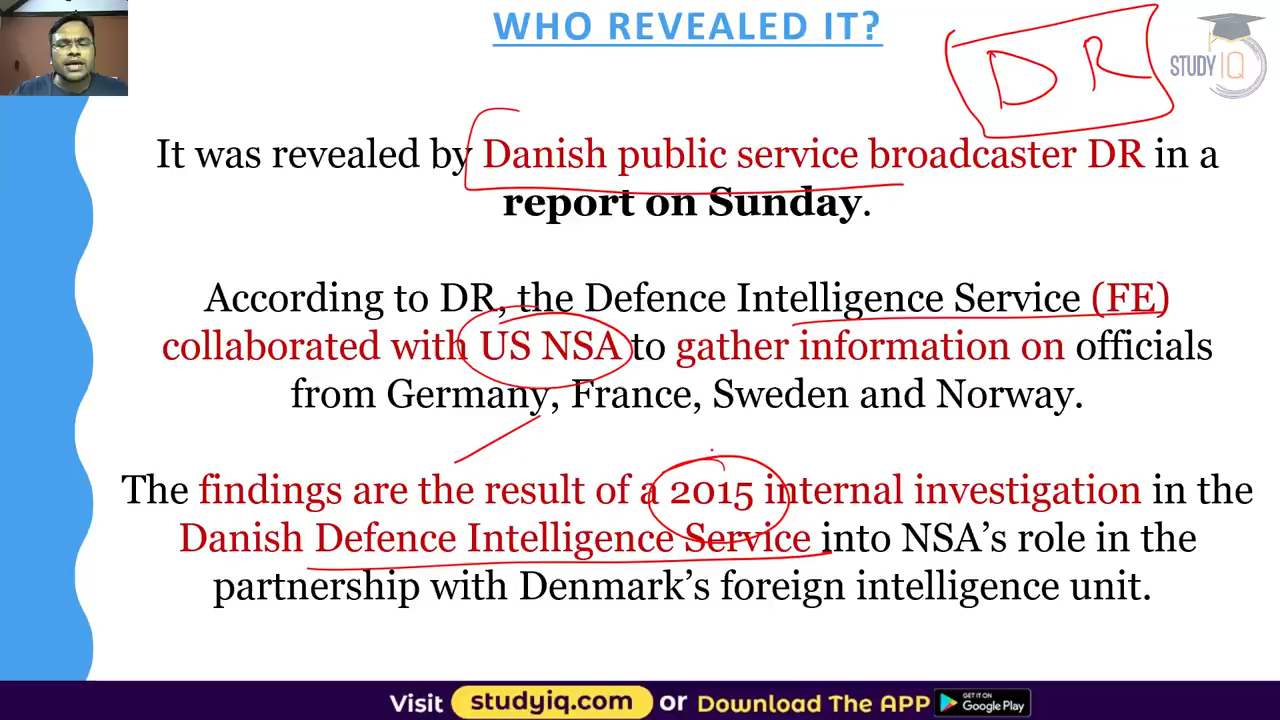 WHO REVEALED IT?
DR
STUDY IQ
It was revealed by Danish public service broadcaster DR in a
report on Sunday.
According to DR, the Defence Intelligence Service (FE)
collaborated with US NSA to gather information on officials
from Germany, France, Sweden and Norway.
The findings are the result of a 2015 internal investigation in the
Danish Defence Intelligence Service into NSA's role in the
partnership with Denmark's foreign intelligence unit.
Visit studyiq.com or Download The APP GET IT ON Google Play